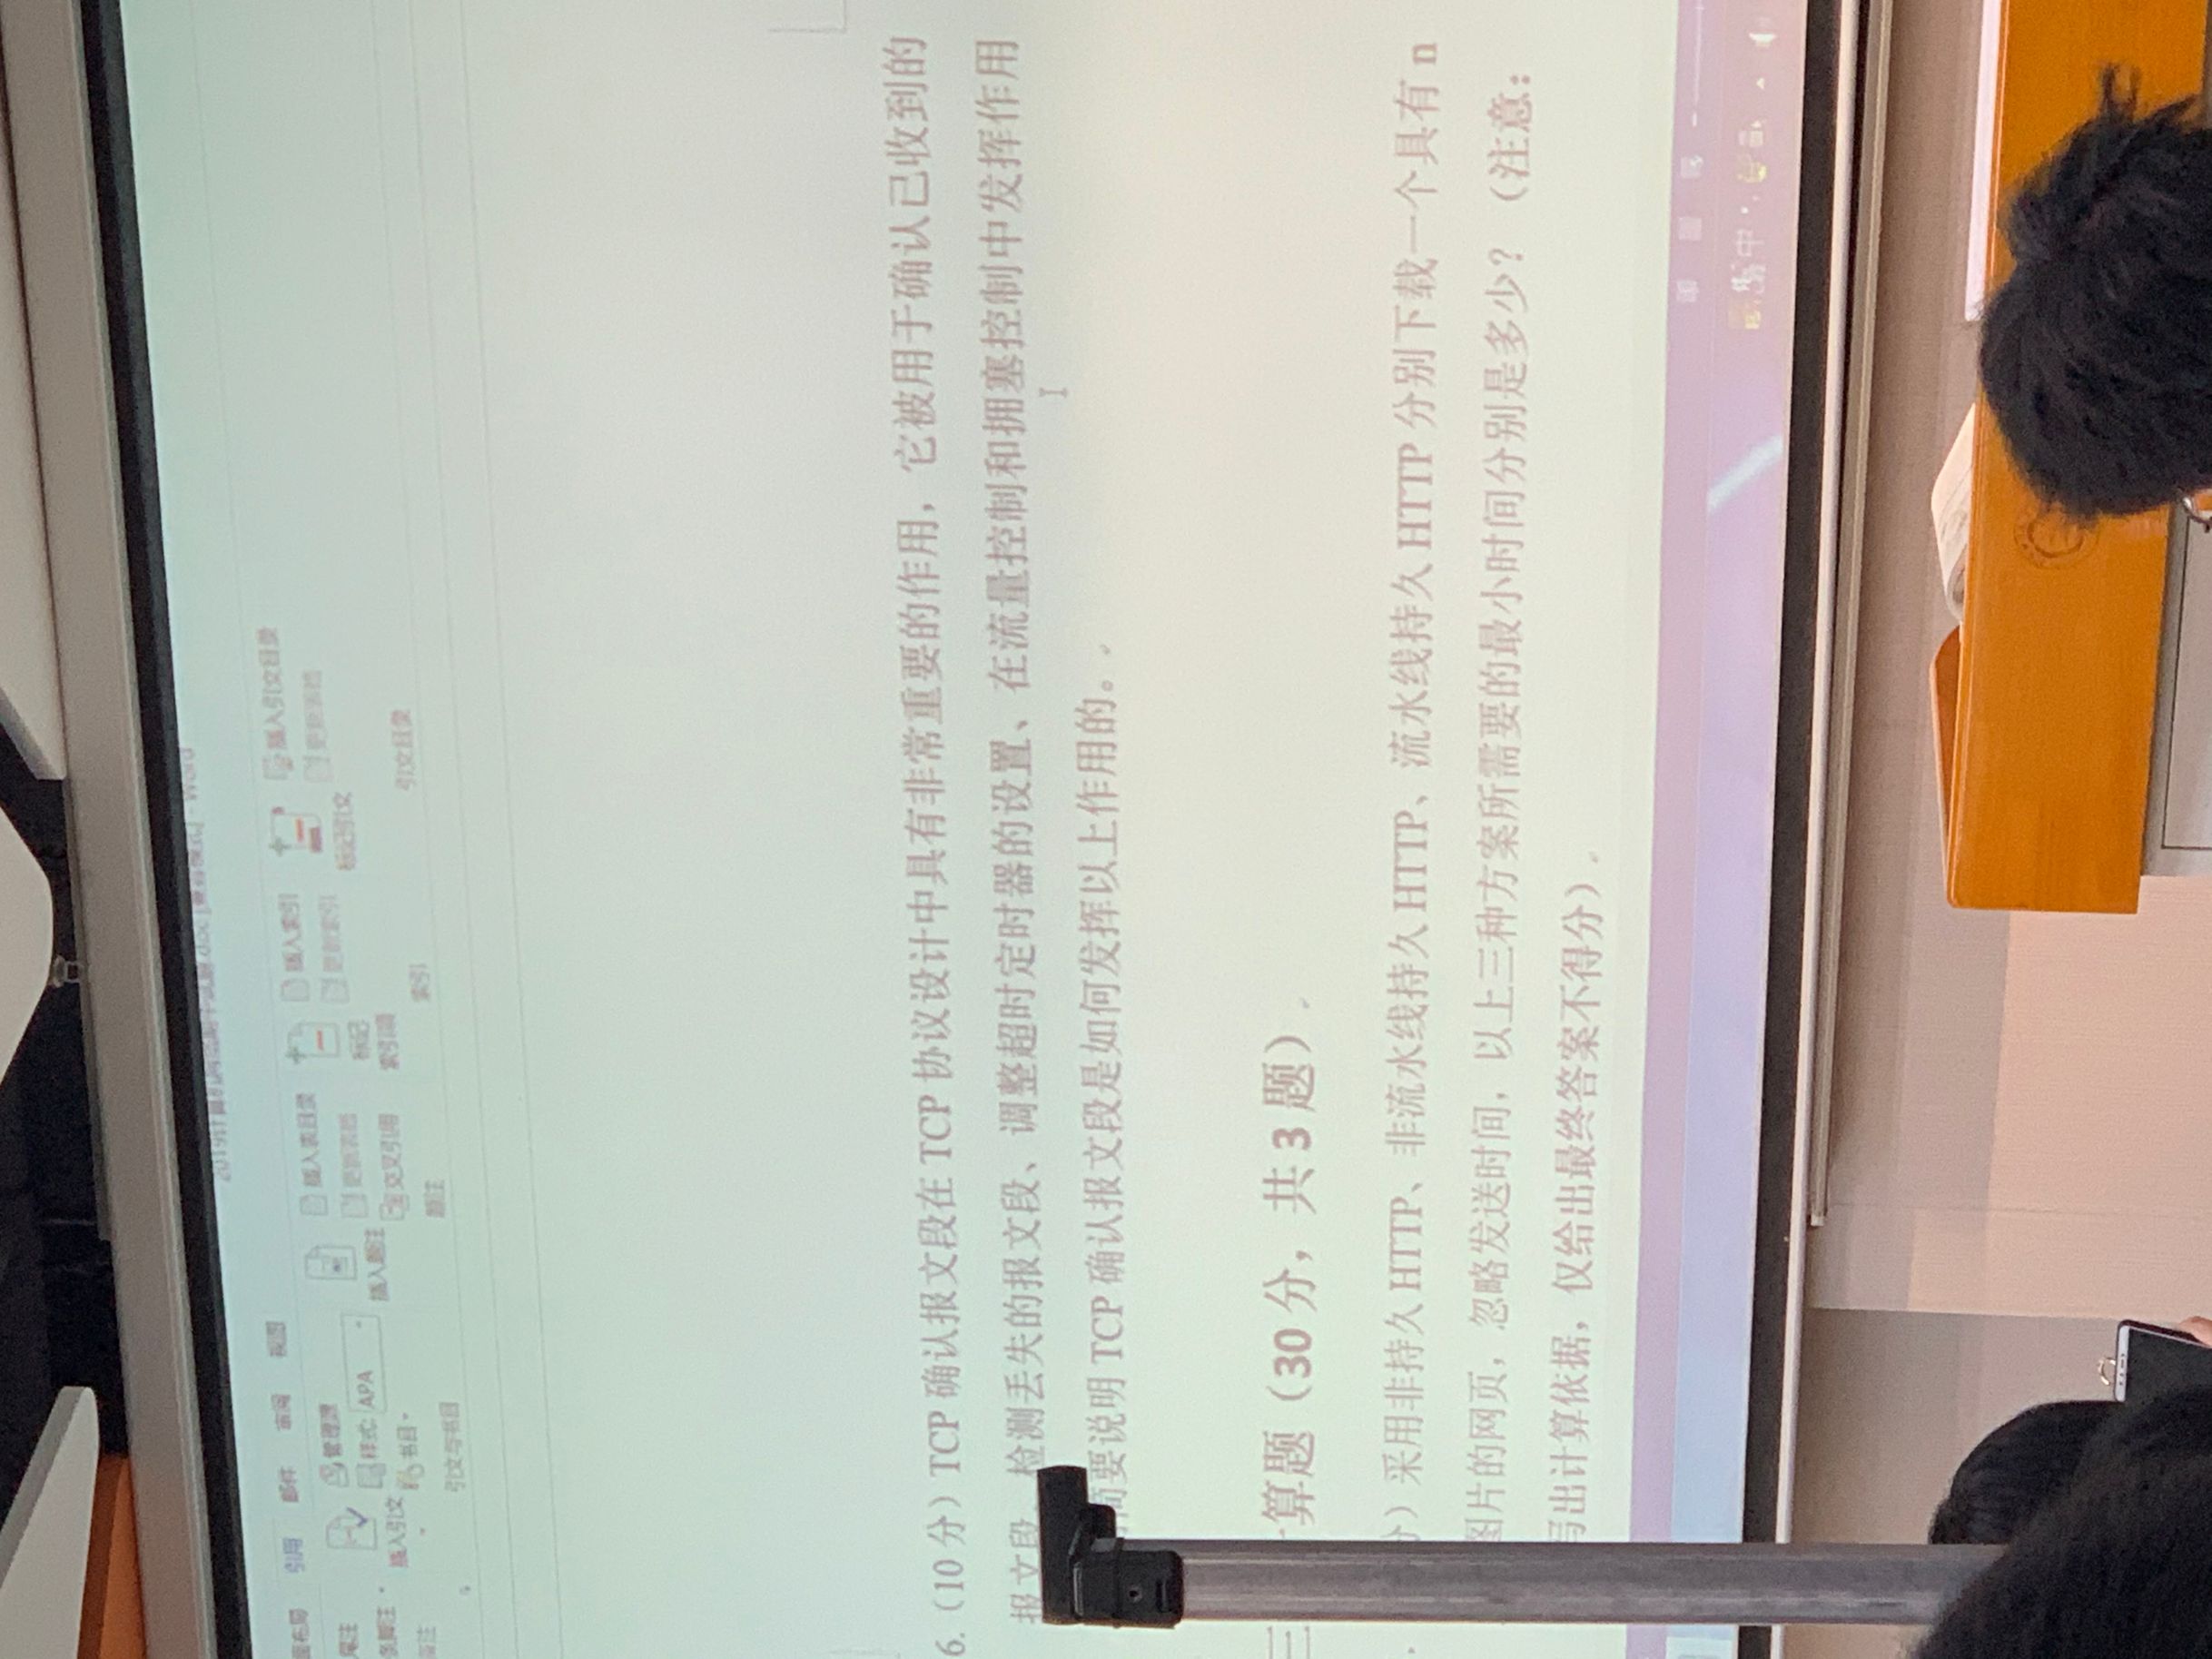 2019计算机网络期中试题.doc [兼容模式] - Word
面布局 引用 邮件 审阅 视图
尾注
条脚注
插入引文
管理源
样式: APA
书目
引文与书目
插入题注
插入表目录
更新表格
交叉引用
题注
标记
索引项
插入索引
更新索引
索引
标记引文
插入引文目录
更新表格
引文目录
6.（10 分）TCP 确认报文段在 TCP 协议设计中具有非常重要的作用，它被用于确认已收到的
报文段、检测丢失的报文段、调整超时定时器的设置、在流量控制和拥塞控制中发挥作用
简要说明 TCP 确认报文段是如何发挥以上作用的。
三 算题（30 分，共 3 题）
分）采用非持久 HTTP、非流水线持久 HTTP、流水线持久 HTTP 分别下载一个具有 n
图片的网页，忽略发送时间，以上三种方案所需要的最小时间分别是多少？（注意：
写出计算依据，仅给出最终答案不得分）
中